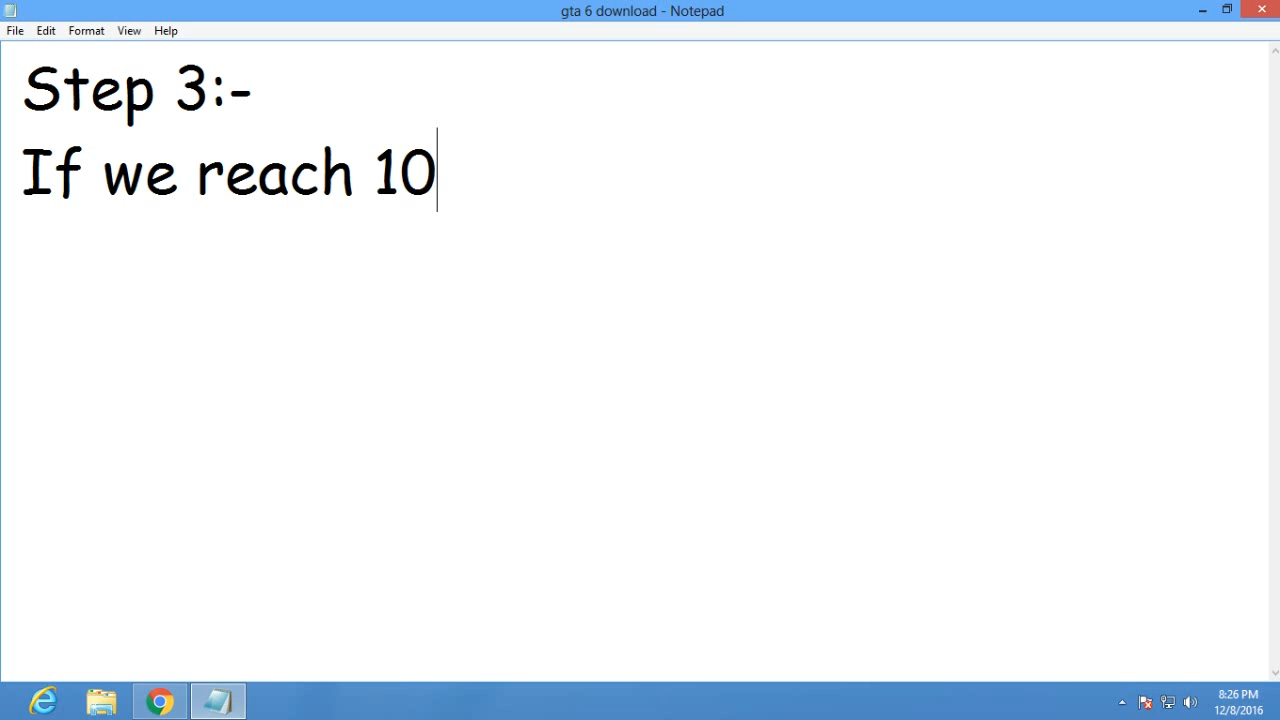 gta 6 download - Notepad
File Edit Format View Help
Step 3:-
If we reach 10
8:26 PM
12/8/2016